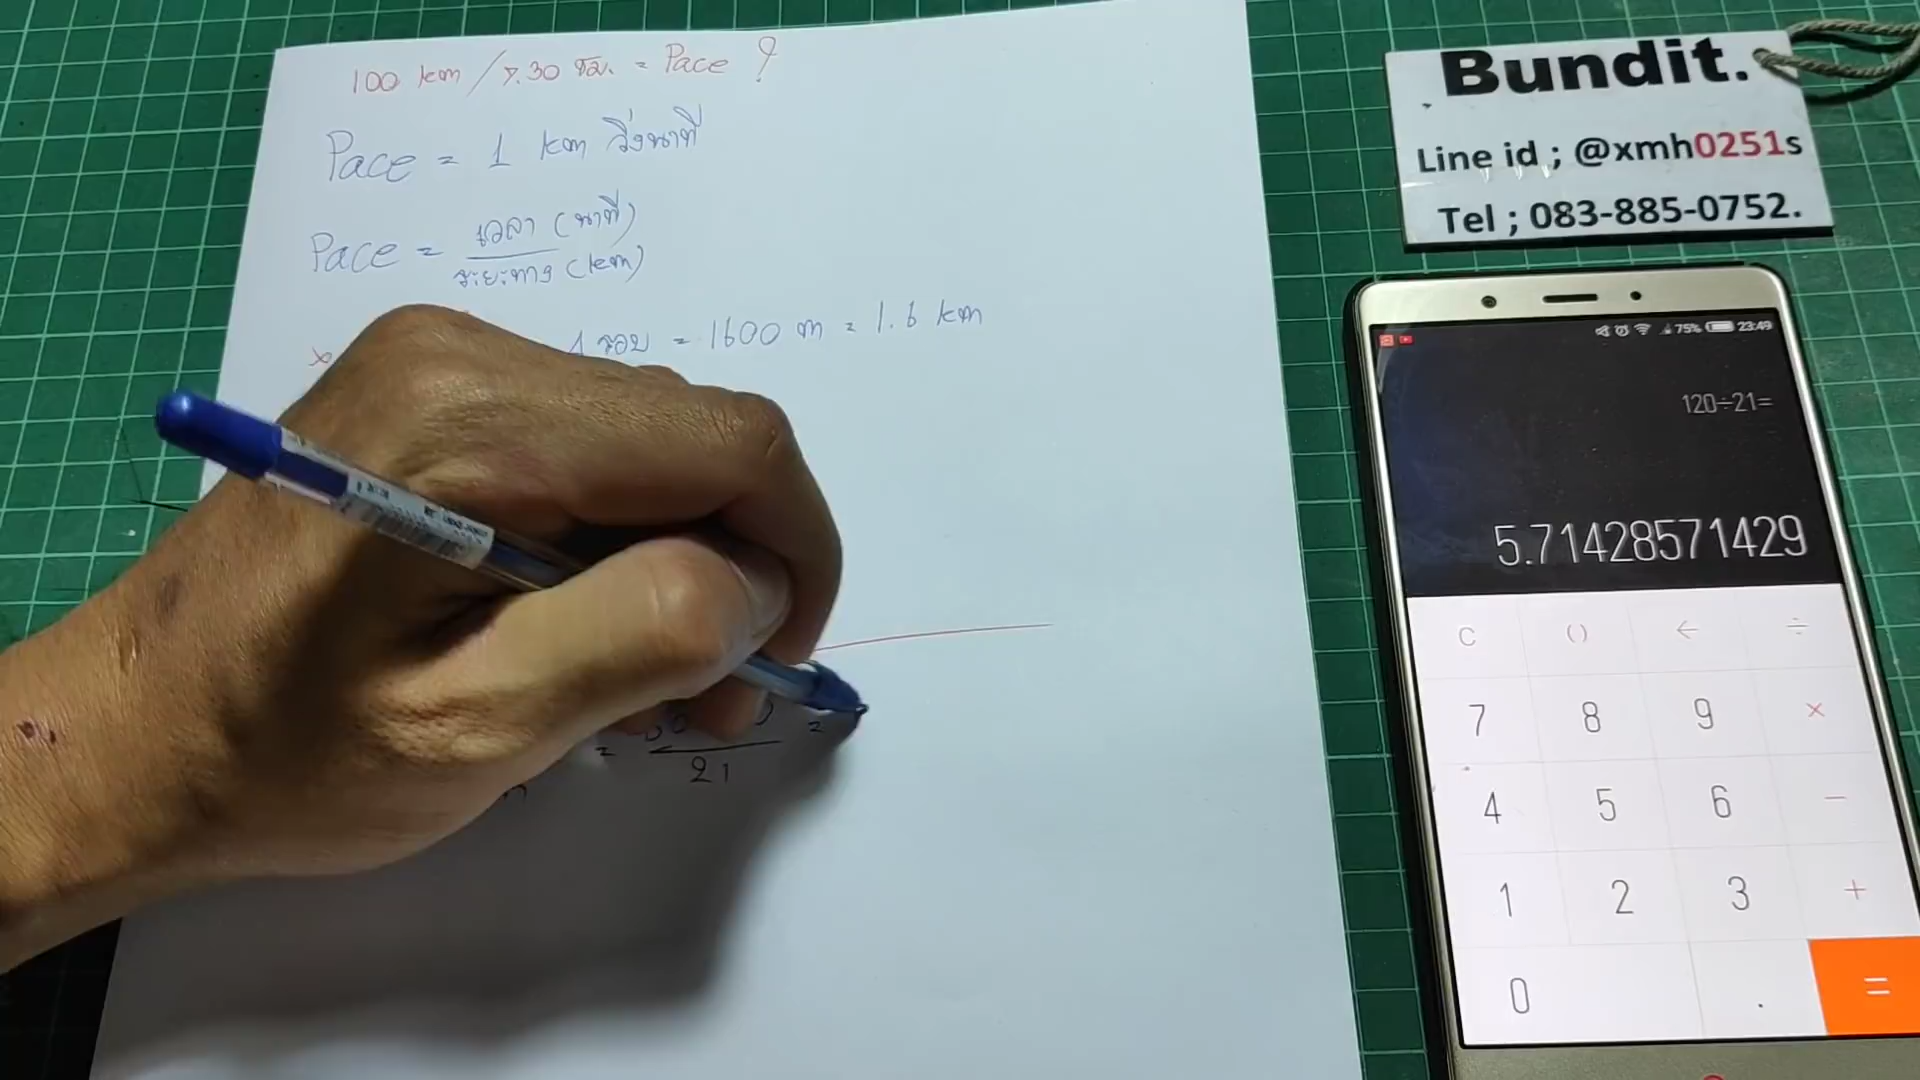 100 km / 7.30 ชม. = Pace ?
Pace = 1 km วิ่งนาที
Pace = เวลา (นาที)
ระยะทาง (km)
1 รอบ = 1600 m = 1.6 km
=
=
21
Bundit.
Line id ; @xmh0251s
Tel ; 083-885-0752.
75% 23:49
120÷21=
5.71428571429
C () ← ÷
7 8 9 ×
4 5 6 −
1 2 3 +
0 . =